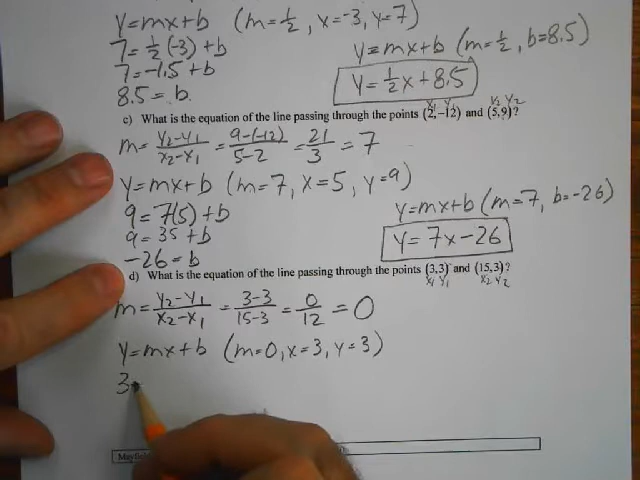 y=mx+b (m=1/2, x=-3, y=7)
7=1/2(-3)+b
7=-1.5+b
8.5=b
y=mx+b (m=1/2, b=8.5)
y=1/2x+8.5
c) What is the equation of the line passing through the points (2,-12) and (5,9)?
x₁ y₁ x₂ y₂
m=y₂-y₁/x₂-x₁=9-(-12)/5-2=21/3=7
y=mx+b (m=7, x=5, y=9)
9=7(5)+b
9=35+b
-26=b
y=mx+b (m=7, b=-26)
y=7x-26
d) What is the equation of the line passing through the points (3,3) and (15,3)?
x₁ y₁ x₂ y₂
m=y₂-y₁/x₂-x₁=3-3/15-3=0/12=0
y=mx+b (m=0, x=3, y=3)
3